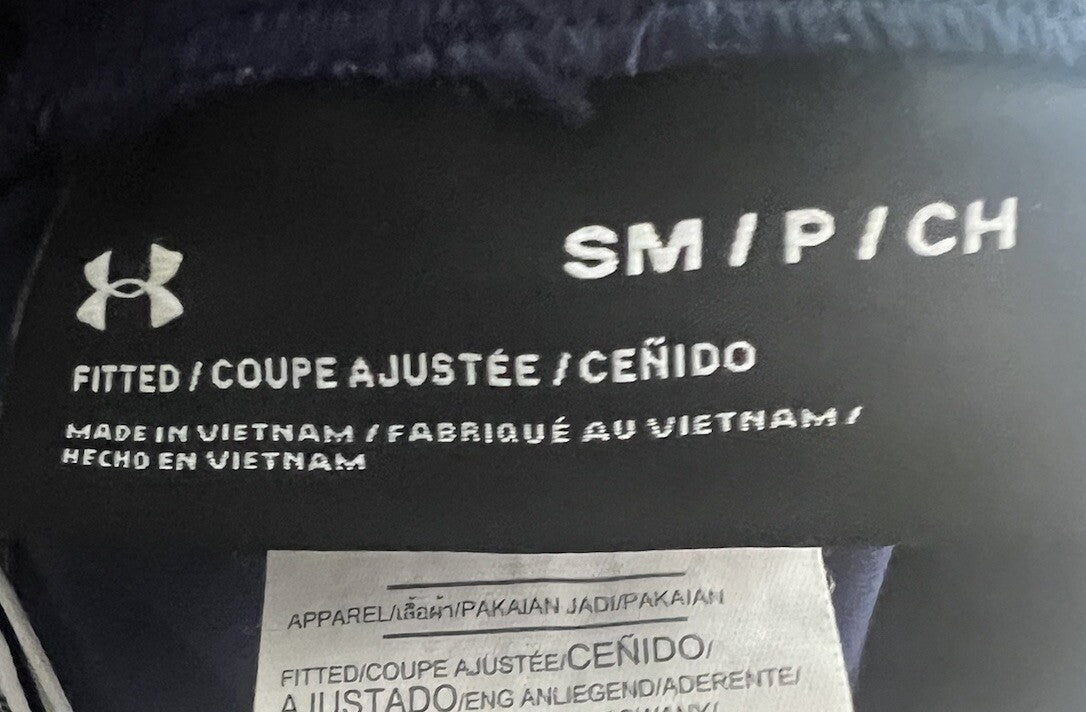 SM / P / CH
FITTED / COUPE AJUSTÉE / CEÑIDO
MADE IN VIETNAM / FABRIQUÉ AU VIETNAM /
HECHO EN VIETNAM
APPAREL/เสื้อผ้า/PAKAIAN JADI/PAKAIAN
FITTED/COUPE AJUSTÉE/CEÑIDO/
AJUSTADO/ENG ANLIEGEND/ADERENTE/